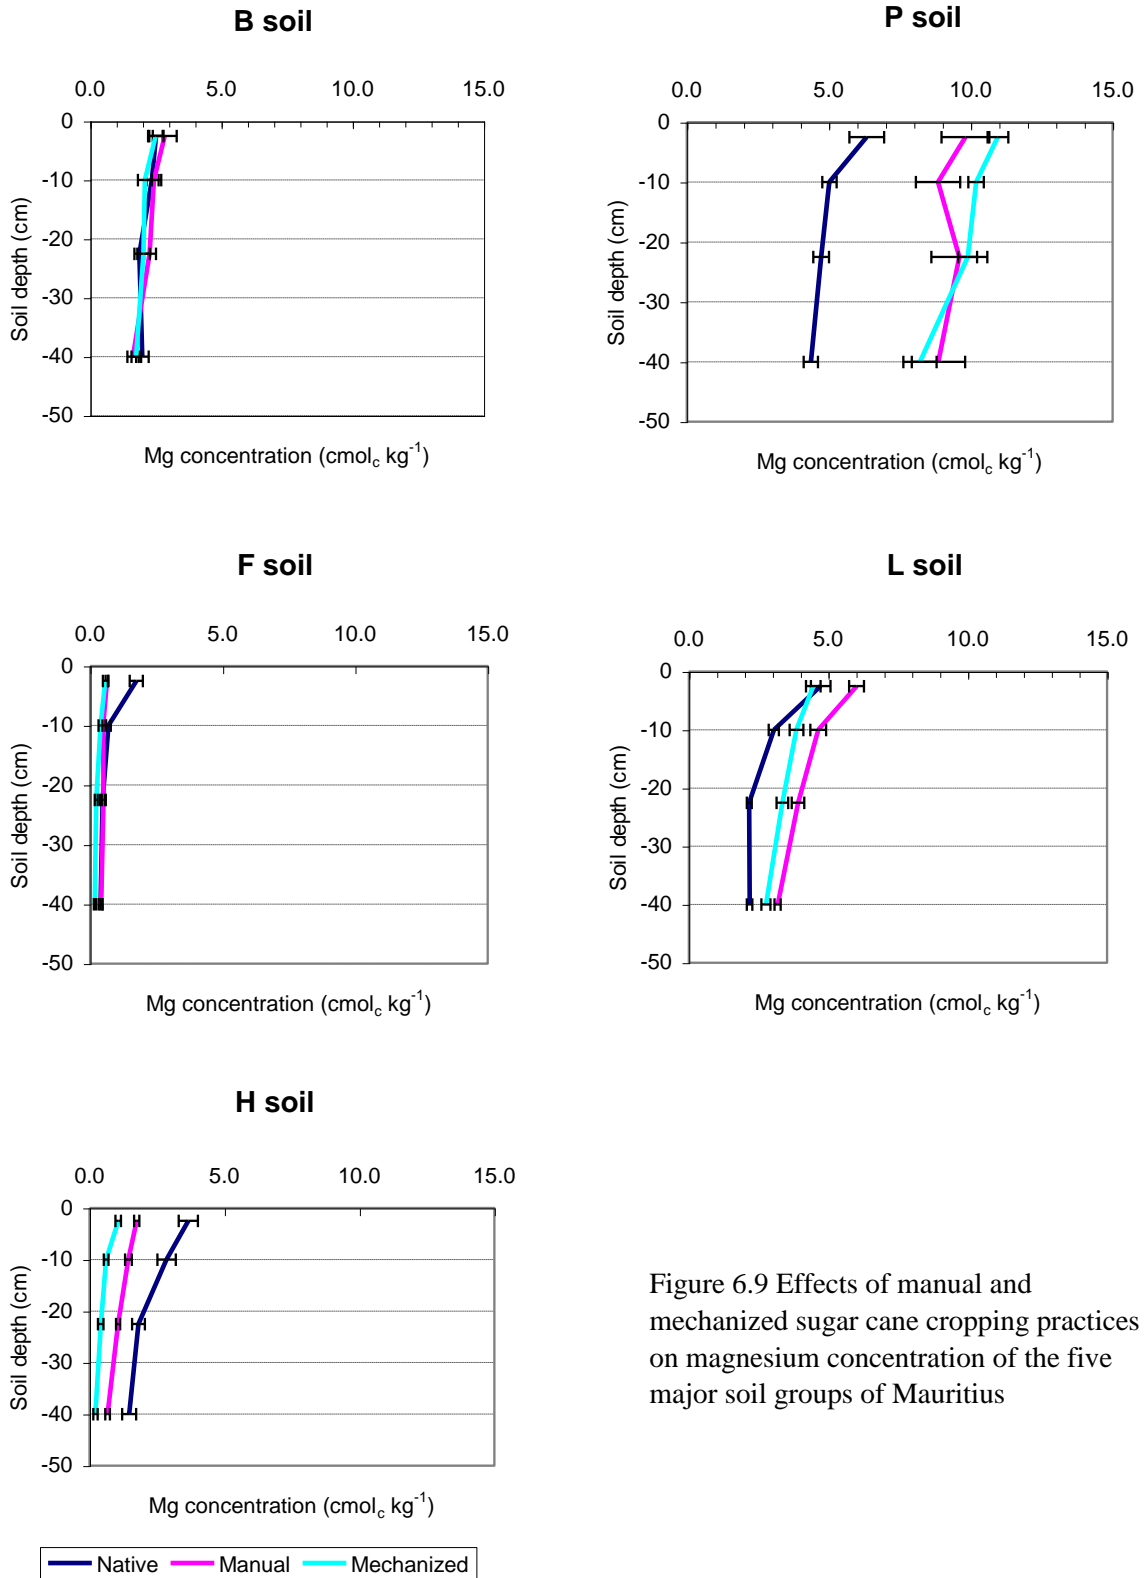 B soil
0.0 5.0 10.0 15.0
0
-10
-20
-30
-40
-50
Soil depth (cm)
Mg concentration (cmolc kg-1)
P soil
0.0 5.0 10.0 15.0
0
-10
-20
-30
-40
-50
Soil depth (cm)
Mg concentration (cmolc kg-1)
F soil
0.0 5.0 10.0 15.0
0
-10
-20
-30
-40
-50
Soil depth (cm)
Mg concentration (cmolc kg-1)
L soil
0.0 5.0 10.0 15.0
0
-10
-20
-30
-40
-50
Soil depth (cm)
Mg concentration (cmolc kg-1)
H soil
0.0 5.0 10.0 15.0
0
-10
-20
-30
-40
-50
Soil depth (cm)
Mg concentration (cmolc kg-1)
Native Manual Mechanized
Figure 6.9 Effects of manual and
mechanized sugar cane cropping practices
on magnesium concentration of the five
major soil groups of Mauritius